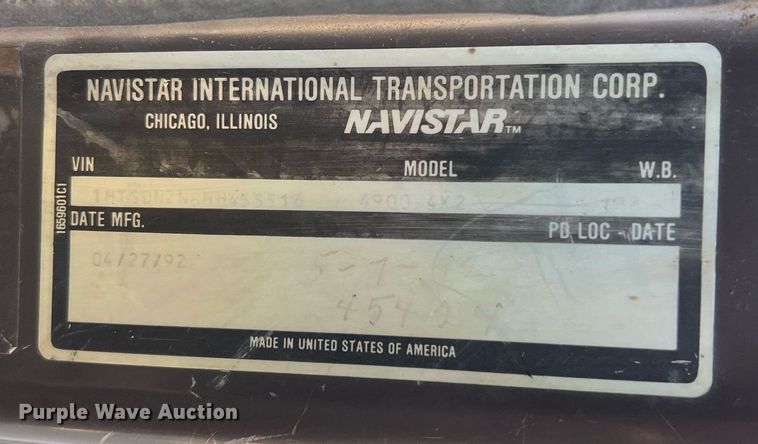 NAVISTAR INTERNATIONAL TRANSPORTATION CORP.
CHICAGO, ILLINOIS NAVISTAR™
VIN MODEL W.B.
4900 4X2
1659601C1
DATE MFG. PD LOC - DATE
04/27/92
MADE IN UNITED STATES OF AMERICA
Purple Wave Auction